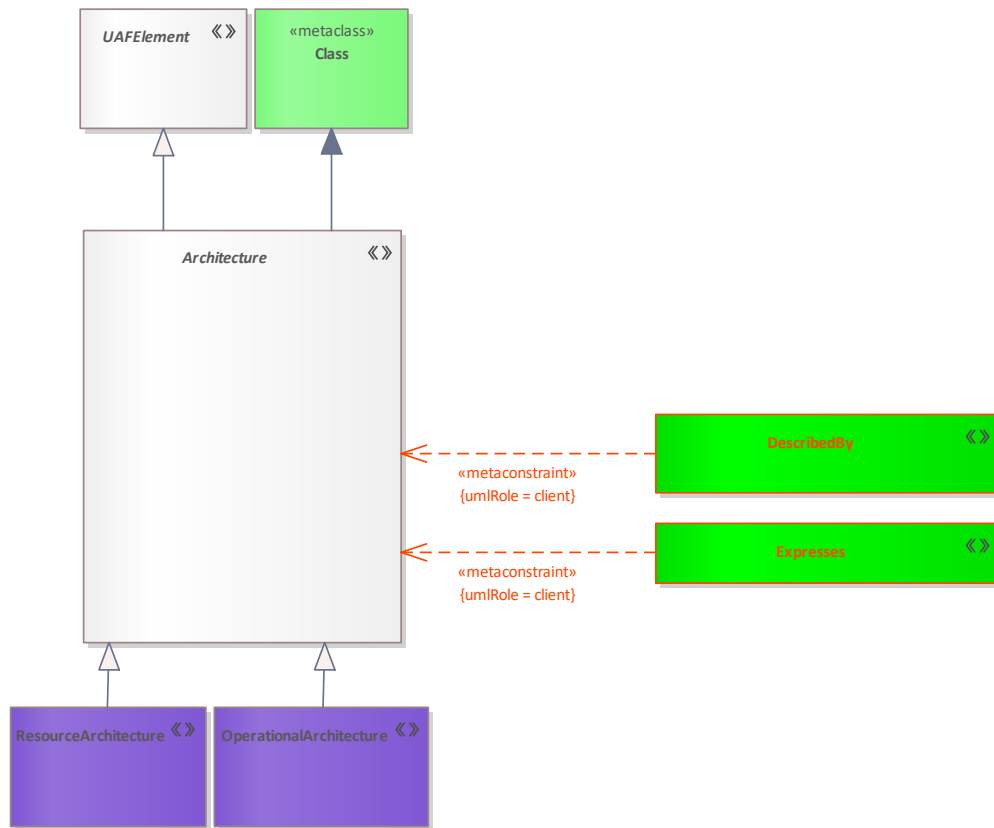 UAFElement
«metaclass»
Class
Architecture
DescribedBy
«metaconstraint»
{umlRole = client}
Expresses
«metaconstraint»
{umlRole = client}
ResourceArchitecture
OperationalArchitecture